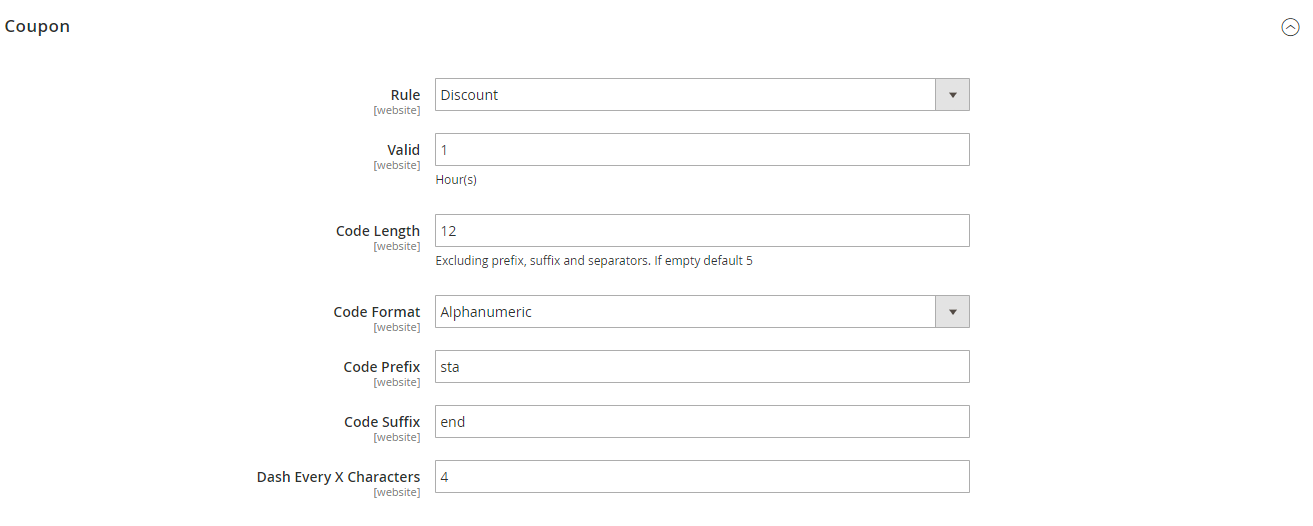 Coupon
Rule
[website]
Discount
Valid
[website]
1
Hour(s)
Code Length
[website]
12
Excluding prefix, suffix and separators. If empty default 5
Code Format
[website]
Alphanumeric
Code Prefix
[website]
sta
Code Suffix
[website]
end
Dash Every X Characters
[website]
4